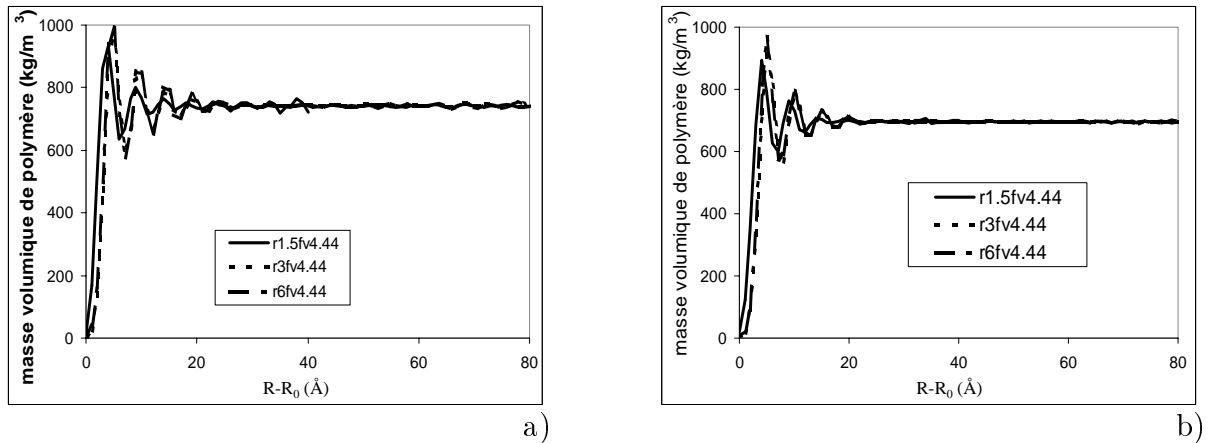 masse volumique de polymère (kg/m³)
1000
800
600
400
200
0
0 20 40 60 80
R-R₀ (Å)
r1.5fv4.44
r3fv4.44
r6fv4.44
a)
masse volumique de polymère (kg/m³)
1000
800
600
400
200
0
0 20 40 60 80
R-R₀ (Å)
r1.5fv4.44
r3fv4.44
r6fv4.44
b)